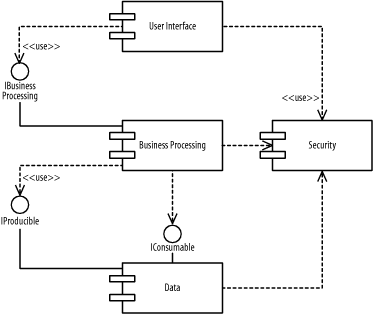 User Interface
<<use>>
IBusiness
Processing
<<use>>
Business Processing
Security
<<use>>
IProducible
IConsumable
Data